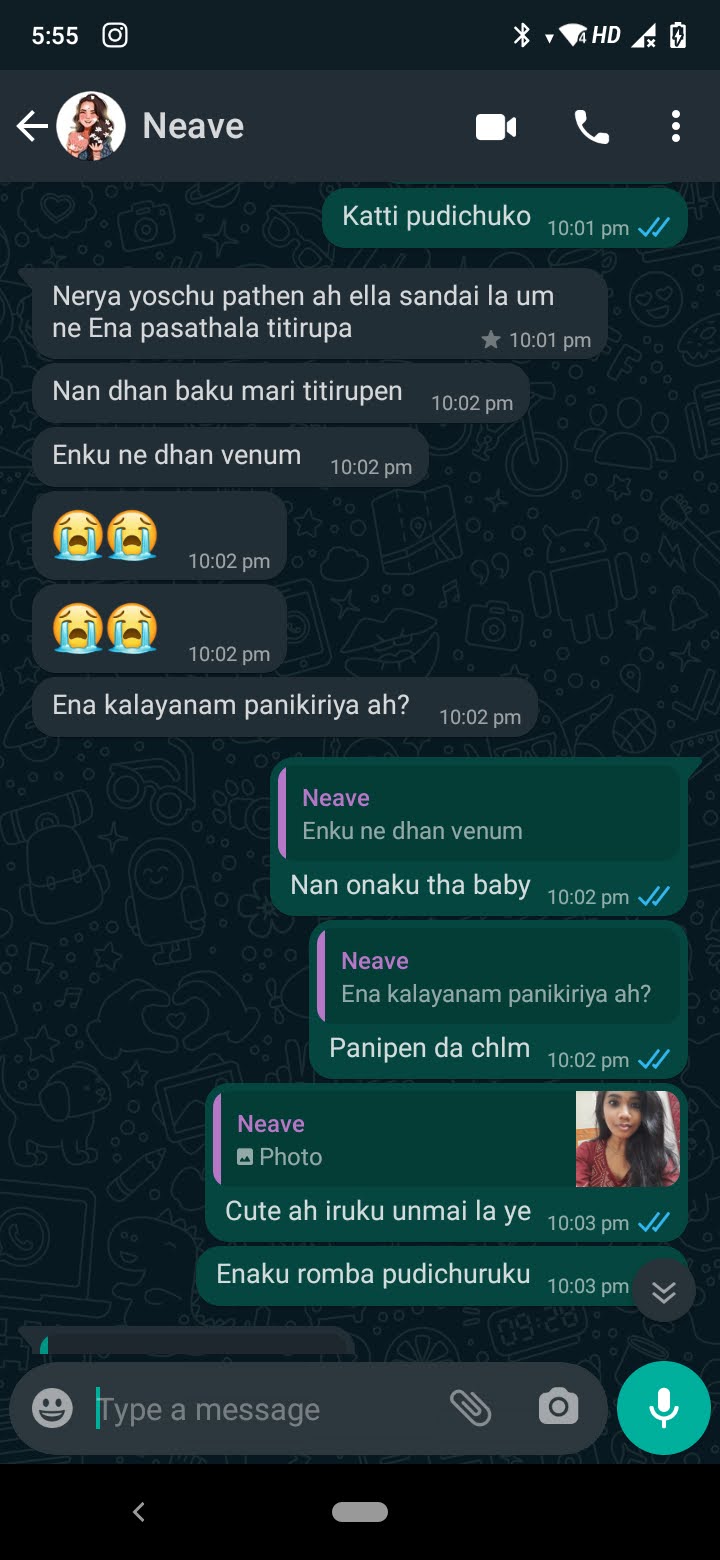 5:55
4 HD
Neave
Katti pudichuko 10:01 pm
Nerya yoschu pathen ah ella sandai la um
ne Ena pasathala titirupa 10:01 pm
Nan dhan baku mari titirupen 10:02 pm
Enku ne dhan venum 10:02 pm
😭😭 10:02 pm
😭😭 10:02 pm
Ena kalayanam panikiriya ah? 10:02 pm
Neave
Enku ne dhan venum
Nan onaku tha baby 10:02 pm
Neave
Ena kalayanam panikiriya ah?
Panipen da chlm 10:02 pm
Neave
Photo
Cute ah iruku unmai la ye 10:03 pm
Enaku romba pudichuruku 10:03 pm
Type a message